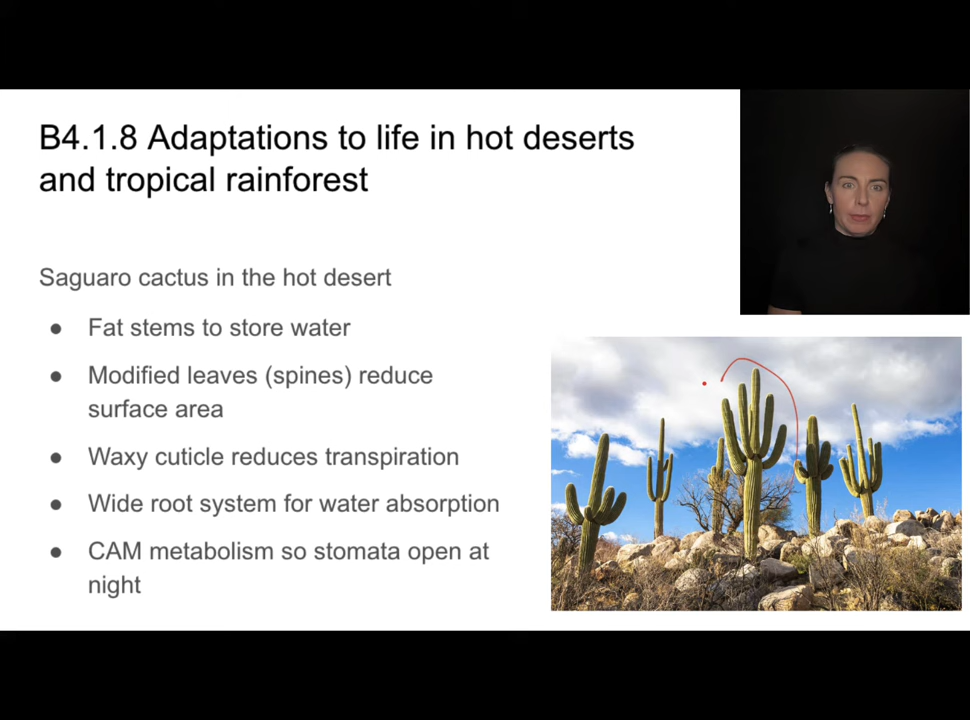 B4.1.8 Adaptations to life in hot deserts
and tropical rainforest
Saguaro cactus in the hot desert
● Fat stems to store water
● Modified leaves (spines) reduce
surface area
● Waxy cuticle reduces transpiration
● Wide root system for water absorption
● CAM metabolism so stomata open at
night